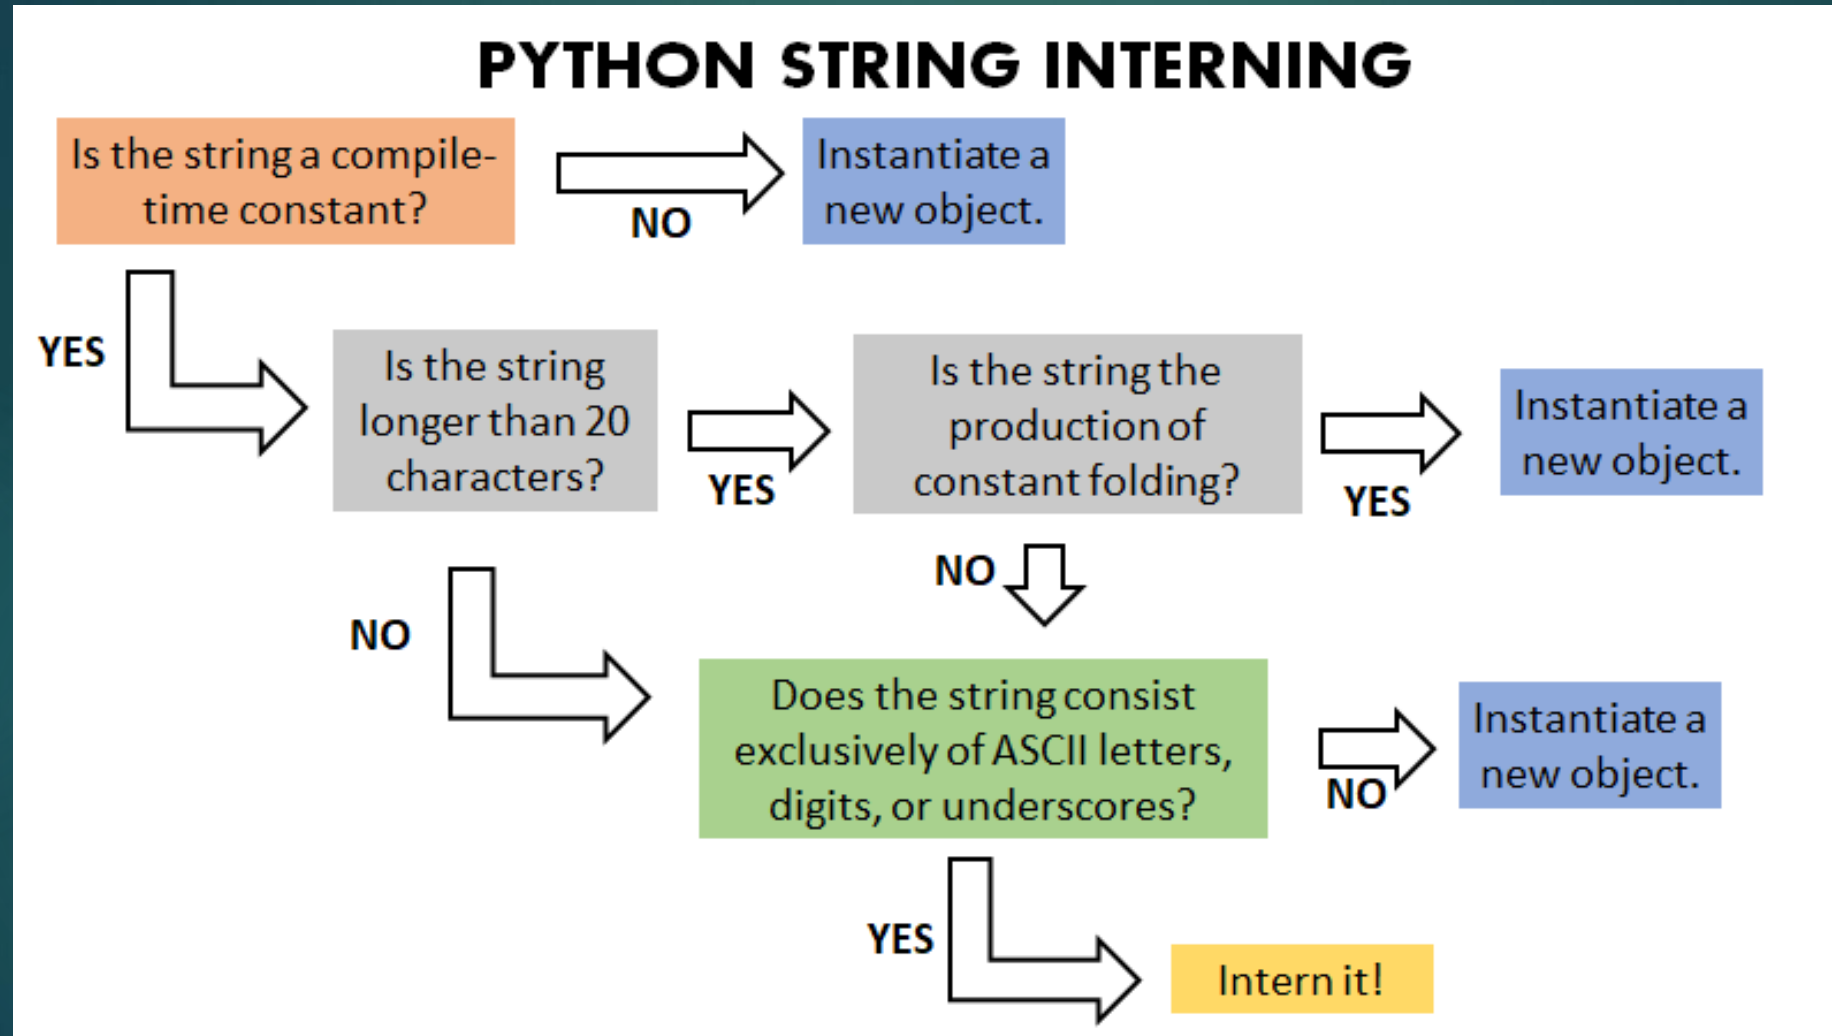 PYTHON STRING INTERNING
Is the string a compile-
time constant?
NO
Instantiate a
new object.
YES
Is the string
longer than 20
characters?
YES
Is the string the
production of
constant folding?
YES
Instantiate a
new object.
NO
NO
Does the string consist
exclusively of ASCII letters,
digits, or underscores?
NO
Instantiate a
new object.
YES
Intern it!